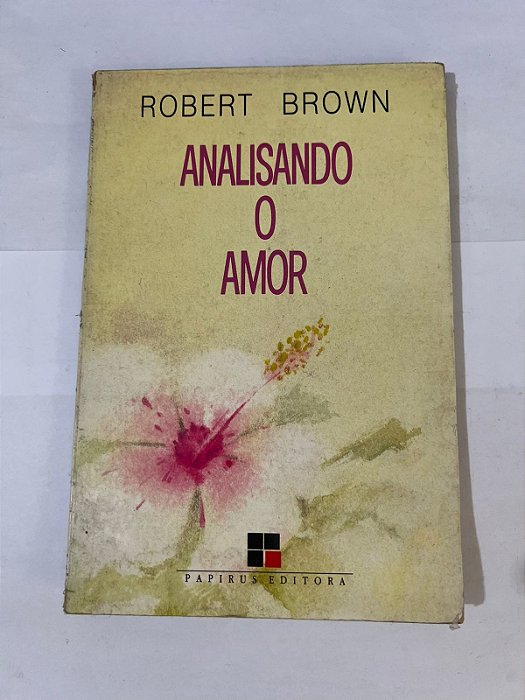 ROBERT BROWN
ANALISANDO
O
AMOR
PAPIRUS EDITORA